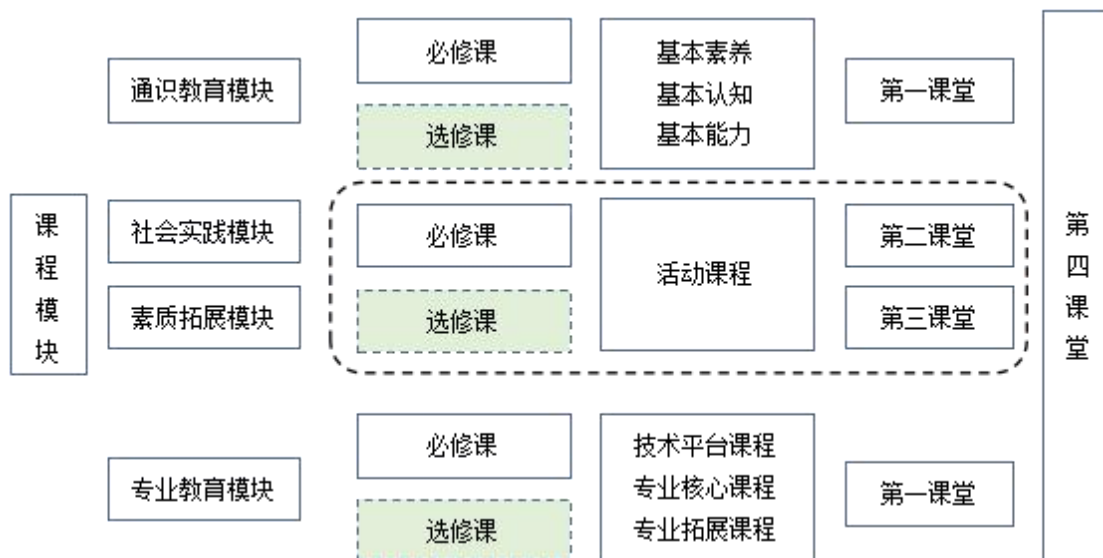 必修课
通识教育模块
选修课
基本素养
基本认知
基本能力
第一课堂
课程模块
社会实践模块
素质拓展模块
必修课
选修课
活动课程
第二课堂
第三课堂
第四课堂
专业教育模块
必修课
选修课
技术平台课程
专业核心课程
专业拓展课程
第一课堂